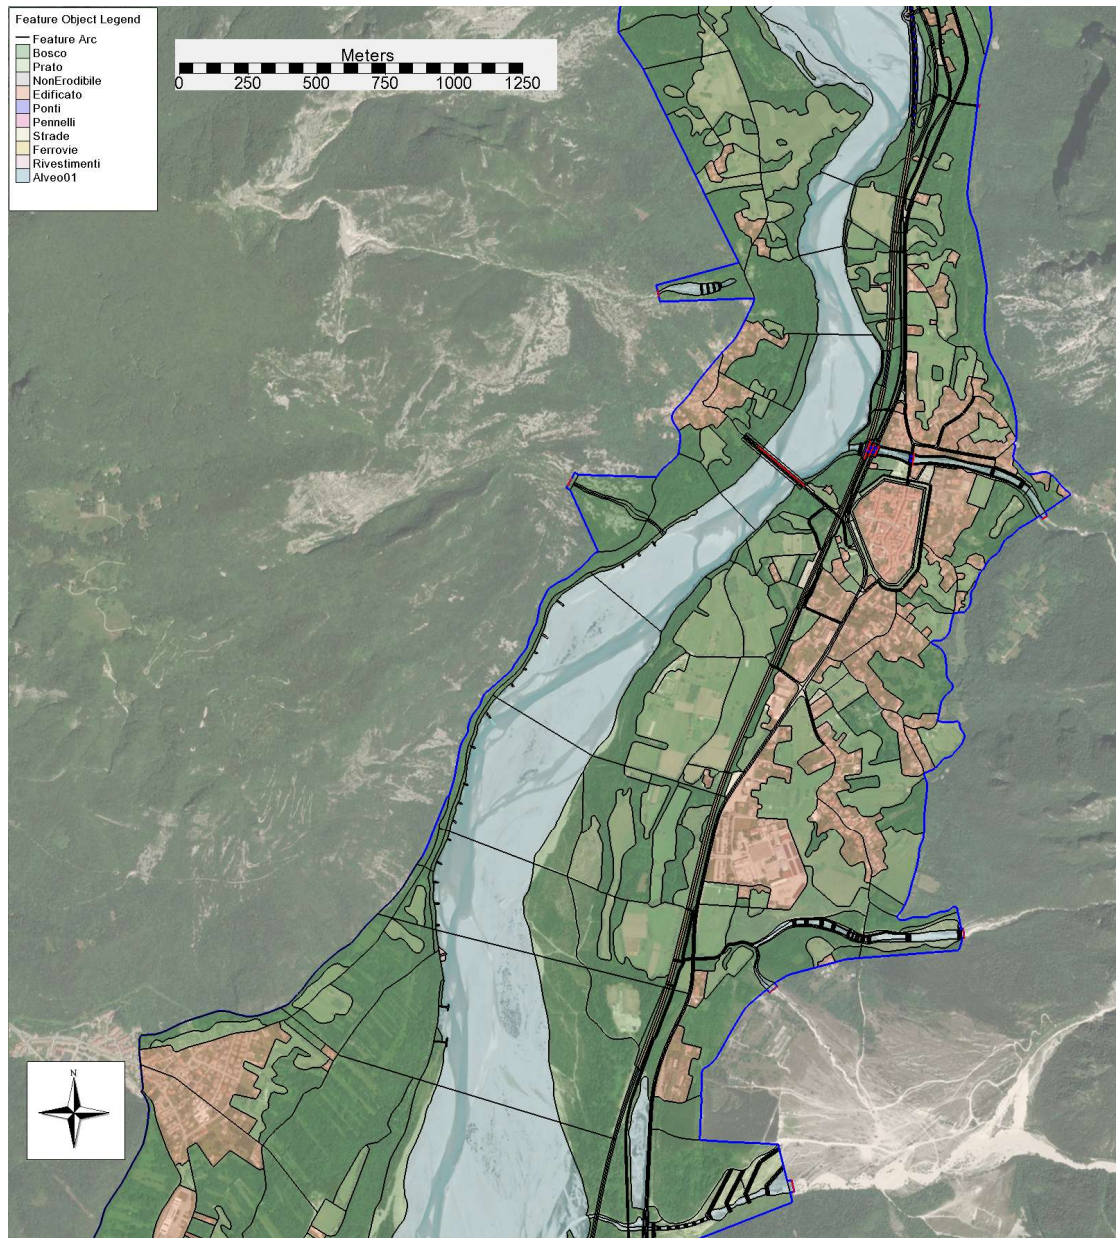 Feature Object Legend
Feature Arc
Bosco
Prato
NonErodibile
Edificato
Ponti
Pennelli
Strade
Ferrovie
Rivestimenti
Alveo01
Meters
0 250 500 750 1000 1250
N